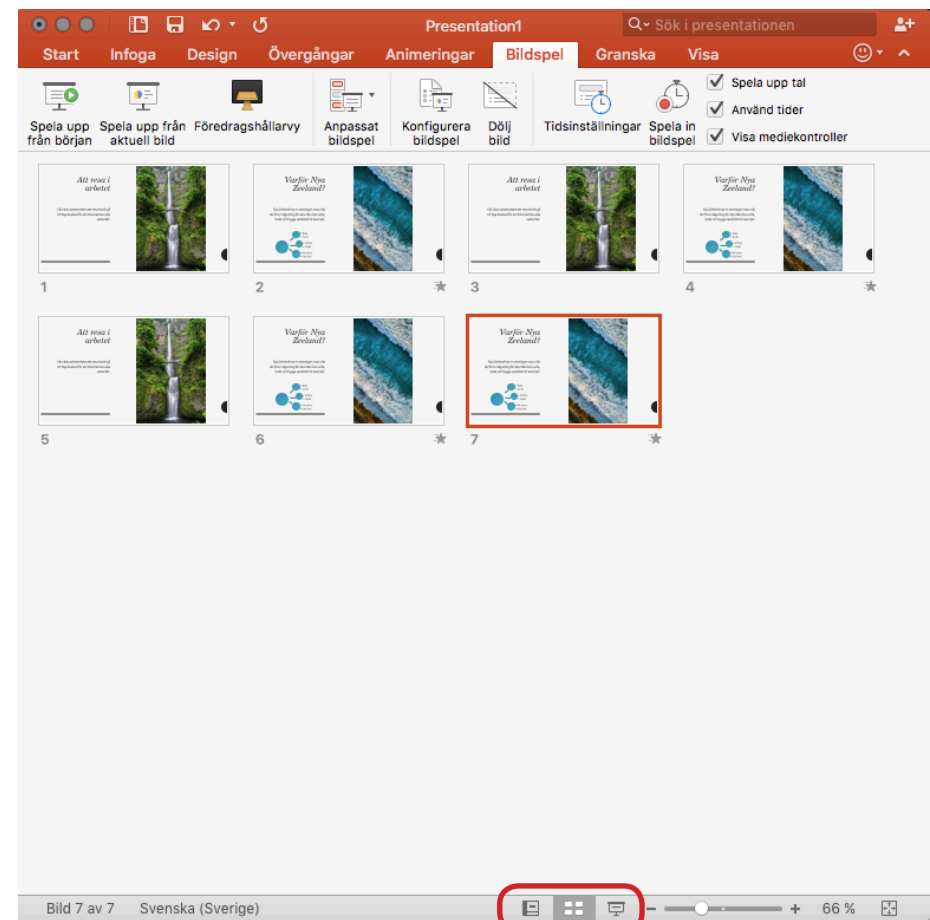 Presentation1
Sök i presentationen
Start Infoga Design Övergångar Animeringar Bildspel Granska Visa
Spela upp från början
Spela upp från aktuell bild
Föredragshållarvy
Anpassat bildspel
Konfigurera bildspel
Dölj bild
Tidsinställningar
Spela in bildspel
Spela upp tal
Använd tider
Visa mediekontroller
Att resa i
arbetet
1
Varför Nya
Zeeland?
2
Att resa i
arbetet
3
Varför Nya
Zeeland?
4
Att resa i
arbetet
5
Varför Nya
Zeeland?
6
Varför Nya
Zeeland?
7
Bild 7 av 7 Svenska (Sverige) 66 %